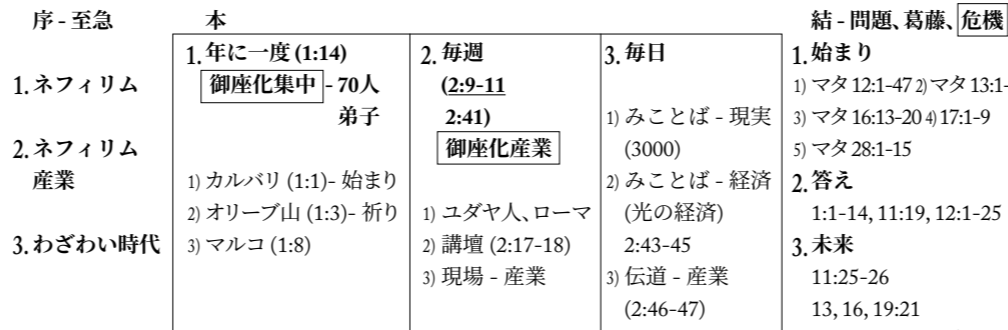 序 - 至急
1. ネフィリム
2. ネフィリム
産業
3. わざわい時代
本
1. 年に一度 (1:14)
御座化集中 - 70人
弟子
1) カルバリ (1:1)- 始まり
2) オリーブ山 (1:3)- 祈り
3) マルコ (1:8)
2. 毎週
(2:9-11
2:41)
御座化産業
1) ユダヤ人、ローマ
2) 講壇 (2:17-18)
3) 現場 - 産業
3. 毎日
1) みことば - 現実
(3000)
2) みことば - 経済
(光の経済)
2:43-45
3) 伝道 - 産業
(2:46-47)
結 - 問題、葛藤、危機
1. 始まり
1) マタ 12:1-47 2) マタ 13:1-
3) マタ 16:13-20 4) 17:1-9
5) マタ 28:1-15
2. 答え
1:1-14, 11:19, 12:1-25
3. 未来
11:25-26
13, 16, 19:21